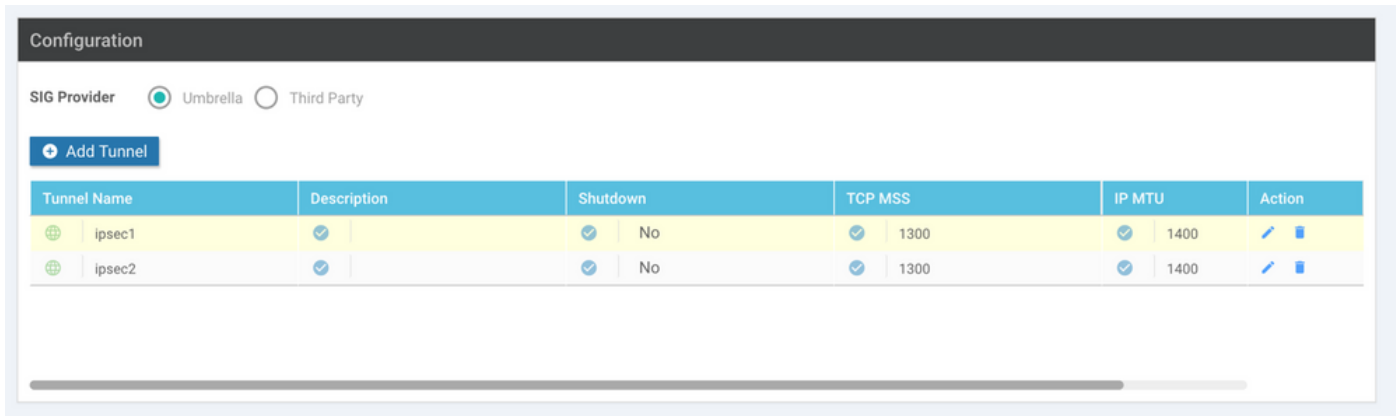 Configuration
SIG Provider Umbrella Third Party
Add Tunnel
Tunnel Name Description Shutdown TCP MSS IP MTU Action
ipsec1 No 1300 1400
ipsec2 No 1300 1400